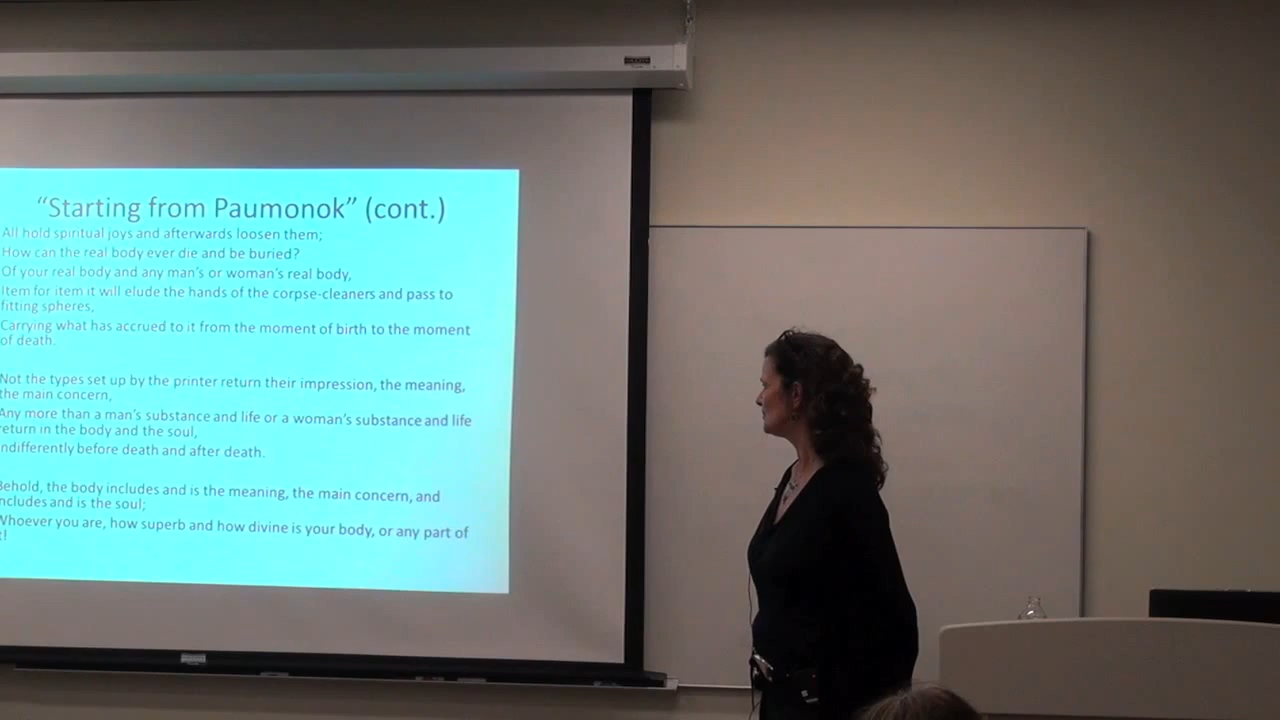 “Starting from Paumonok” (cont.)
All hold spiritual joys and afterwards loosen them;
How can the real body ever die and be buried?
Of your real body and any man’s or woman’s real body,
Item for item it will elude the hands of the corpse-cleaners and pass to
fitting spheres,
Carrying what has accrued to it from the moment of birth to the moment
of death.
Not the types set up by the printer return their impression, the meaning,
the main concern,
Any more than a man’s substance and life or a woman’s substance and life
return in the body and the soul,
ndifferently before death and after death.
Behold, the body includes and is the meaning, the main concern, and
ncludes and is the soul;
Whoever you are, how superb and how divine is your body, or any part of
t!